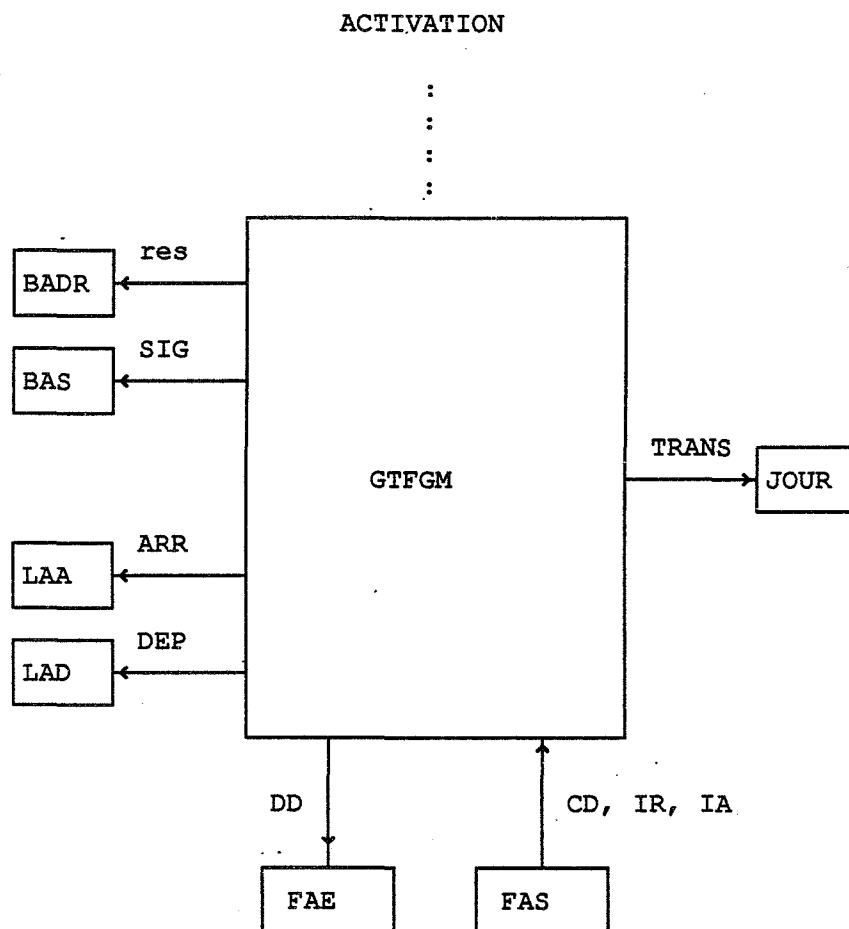 ACTIVATION
:
:
:
:
res
BADR
SIG
BAS
TRANS
GTFGM
JOUR
ARR
LAA
DEP
LAD
DD
CD, IR, IA
FAE
FAS